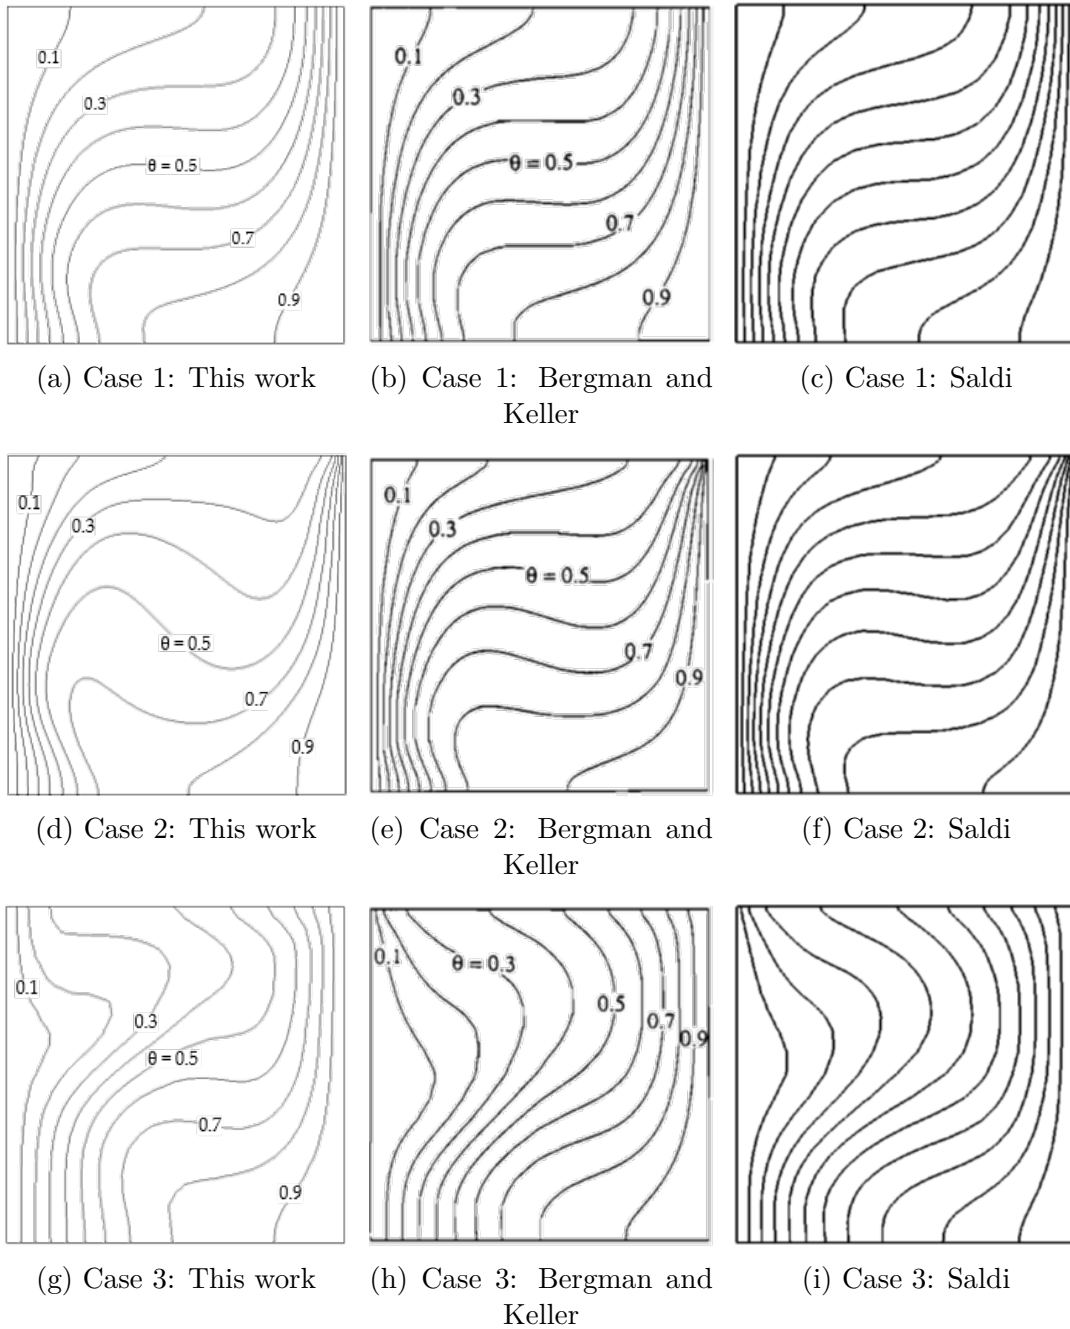 0.1
0.3
θ = 0.5
0.7
0.9
0.1
0.3
θ = 0.5
0.7
0.9
(a) Case 1: This work
(b) Case 1: Bergman and
Keller
(c) Case 1: Saldi
0.1
0.3
θ = 0.5
0.7
0.9
0.1
0.3
θ = 0.5
0.7
0.9
(d) Case 2: This work
(e) Case 2: Bergman and
Keller
(f) Case 2: Saldi
0.1
0.3
θ = 0.5
0.7
0.9
0.1
θ = 0.3
0.5
0.7
0.9
(g) Case 3: This work
(h) Case 3: Bergman and
Keller
(i) Case 3: Saldi